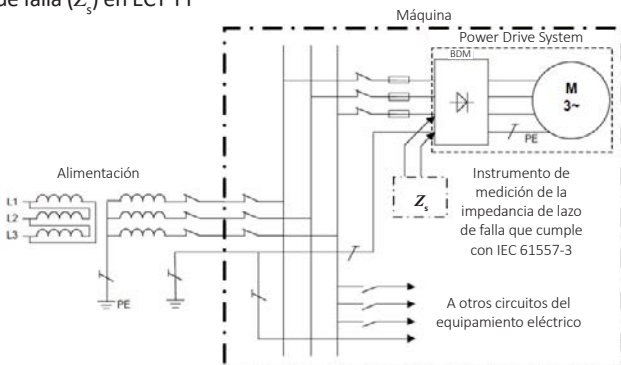 de falla (Zs) en ECT TT
Máquina
Power Drive System
BDM
M
3~
PE
Alimentación
L1
L2
L3
Zs
Instrumento de
medición de la
impedancia de lazo
de falla que cumple
con IEC 61557-3
PE
A otros circuitos del
equipamiento eléctrico